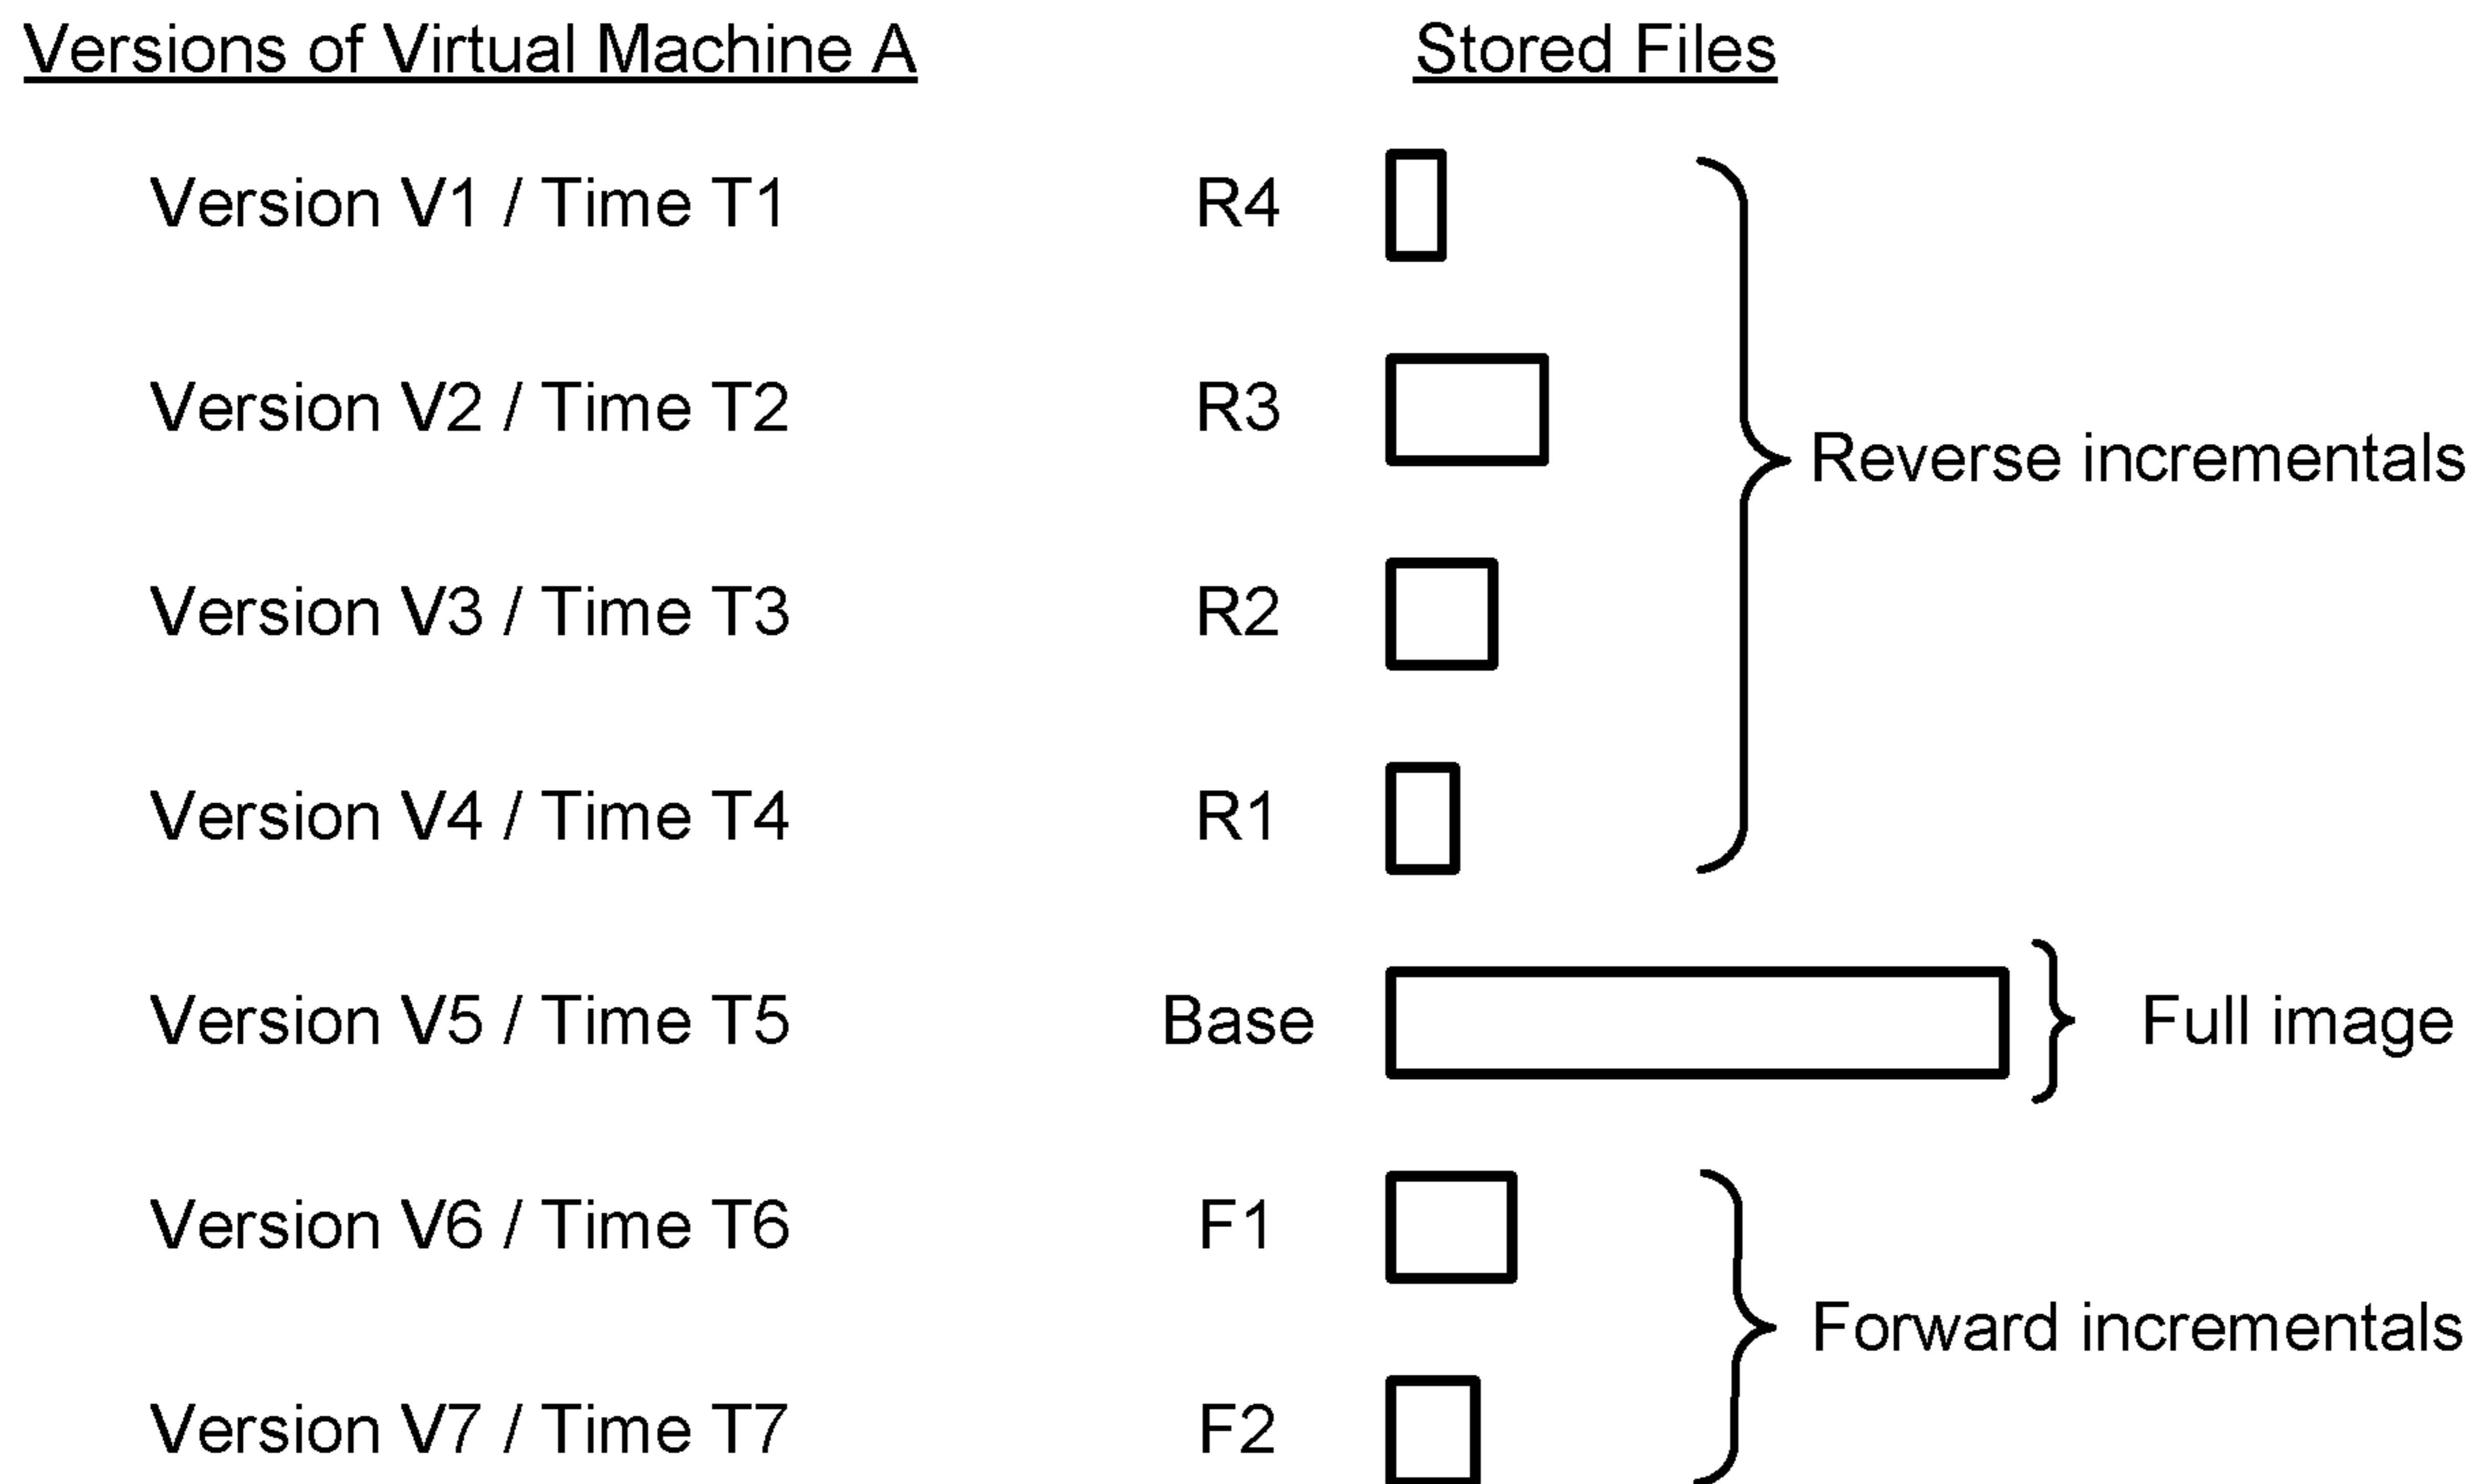 Versions of Virtual Machine A Stored Files
Version V1 / Time T1 R4
Version V2 / Time T2 R3
Reverse incrementals
Version V3 / Time T3 R2
Version V4 / Time T4 R1
Version V5 / Time T5 Base Full image
Version V6 / Time T6 F1
Forward incrementals
Version V7 / Time T7 F2